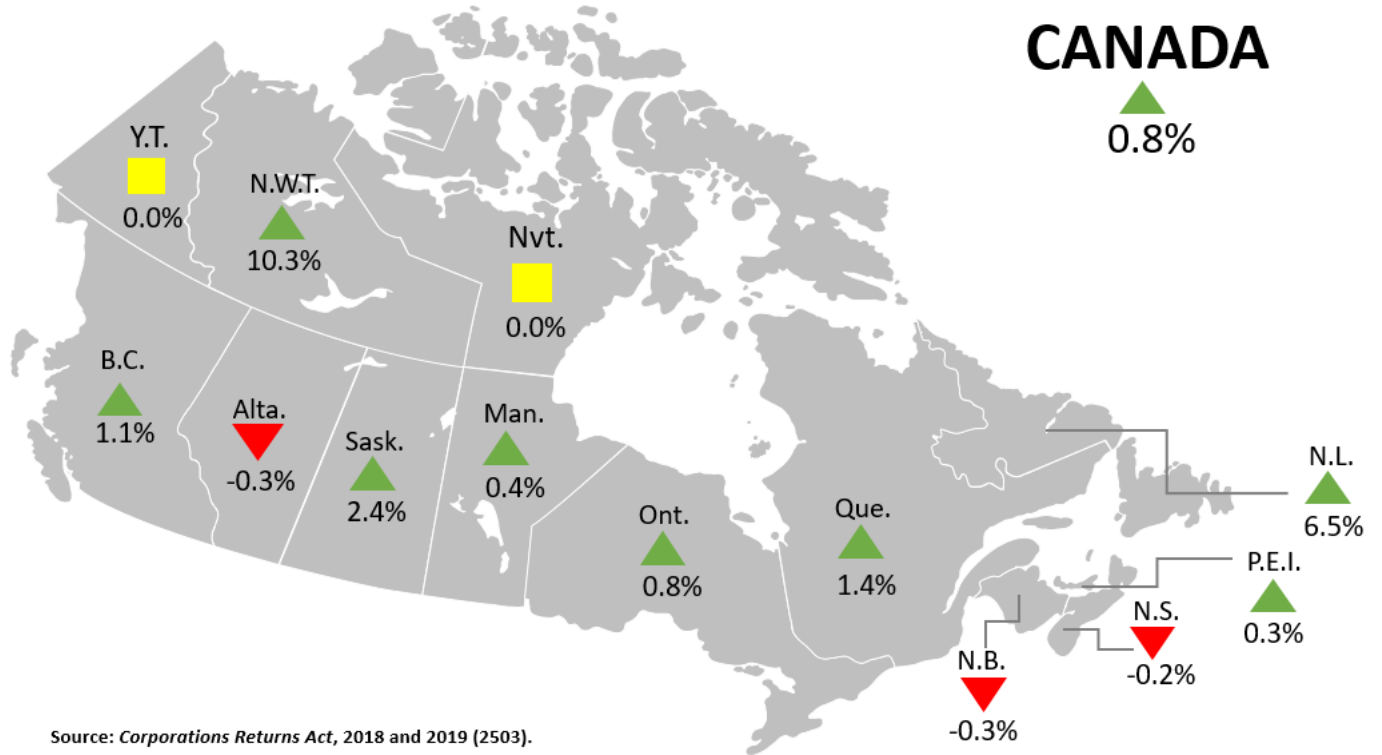 CANADA
0.8%
Y.T.
0.0%
N.W.T.
10.3%
Nvt.
0.0%
B.C.
1.1%
Alta.
-0.3%
Sask.
2.4%
Man.
0.4%
Ont.
0.8%
Que.
1.4%
N.L.
6.5%
P.E.I.
0.3%
N.S.
-0.2%
N.B.
-0.3%
Source: Corporations Returns Act, 2018 and 2019 (2503).